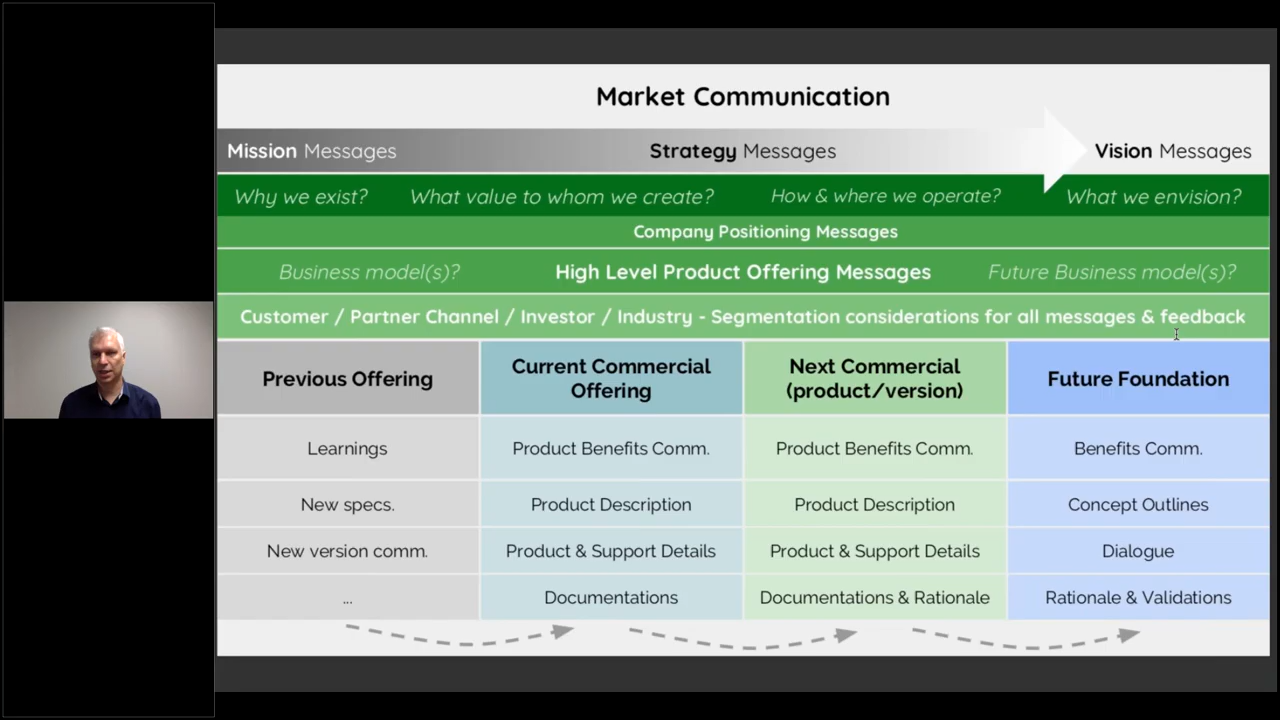 Market Communication
Mission Messages
Strategy Messages
Vision Messages
Why we exist?
What value to whom we create?
How & where we operate?
What we envision?
Company Positioning Messages
Business model(s)?
High Level Product Offering Messages
Future Business model(s)?
Customer / Partner Channel / Investor / Industry - Segmentation considerations for all messages & feedback
Previous Offering
Current Commercial
Offering
Next Commercial
(product/version)
Future Foundation
Learnings
Product Benefits Comm.
Product Benefits Comm.
Benefits Comm.
New specs.
Product Description
Product Description
Concept Outlines
New version comm.
Product & Support Details
Product & Support Details
Dialogue
...
Documentations
Documentations & Rationale
Rationale & Validations